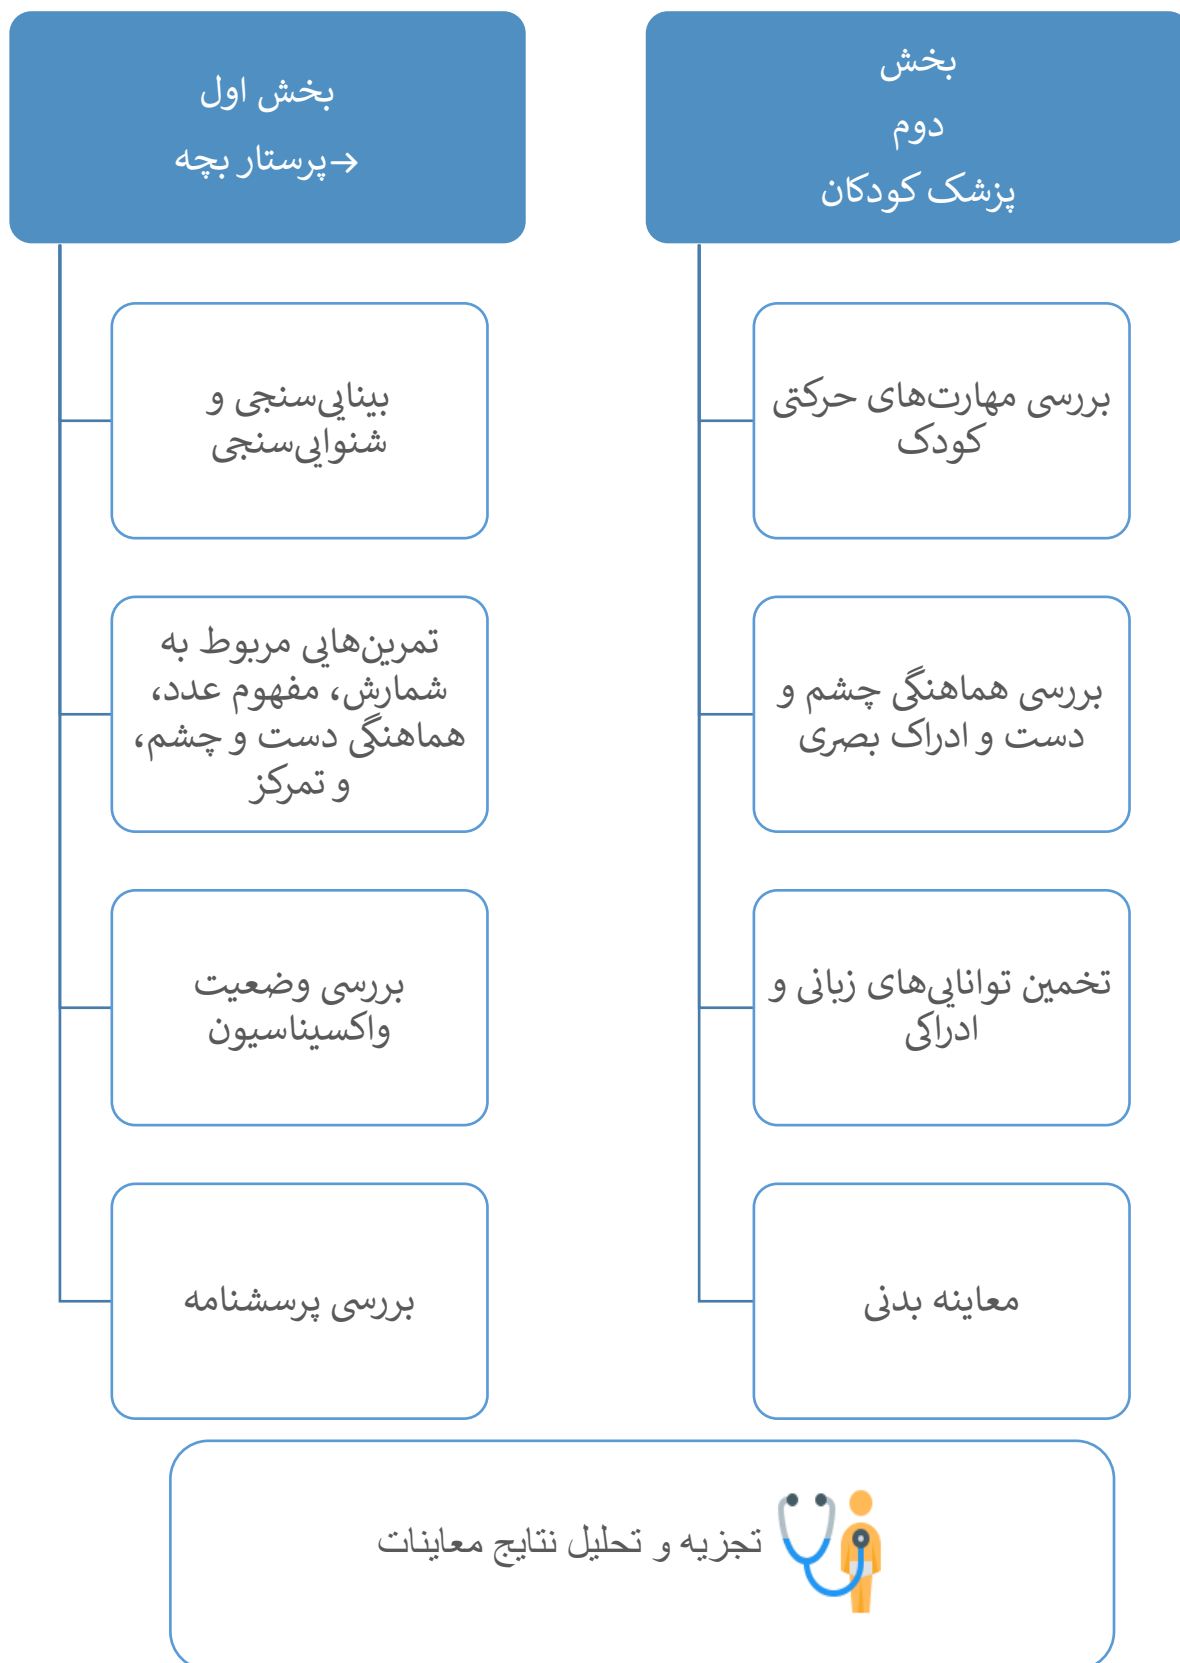 بخش اول
→پرستار بچه
بینایی‌سنجی و
شنوایی‌سنجی
تمرین‌هایی مربوط به
شمارش، مفهوم عدد،
هماهنگی دست و چشم،
و تمرکز
بررسی وضعیت
واکسیناسیون
بررسی پرسشنامه
بخش
دوم
پزشک کودکان
بررسی مهارت‌های حرکتی
کودک
بررسی هماهنگی چشم و
دست و ادراک بصری
تخمین توانایی‌های زبانی و
ادراکی
معاینه بدنی
تجزیه و تحلیل نتایج معاینات